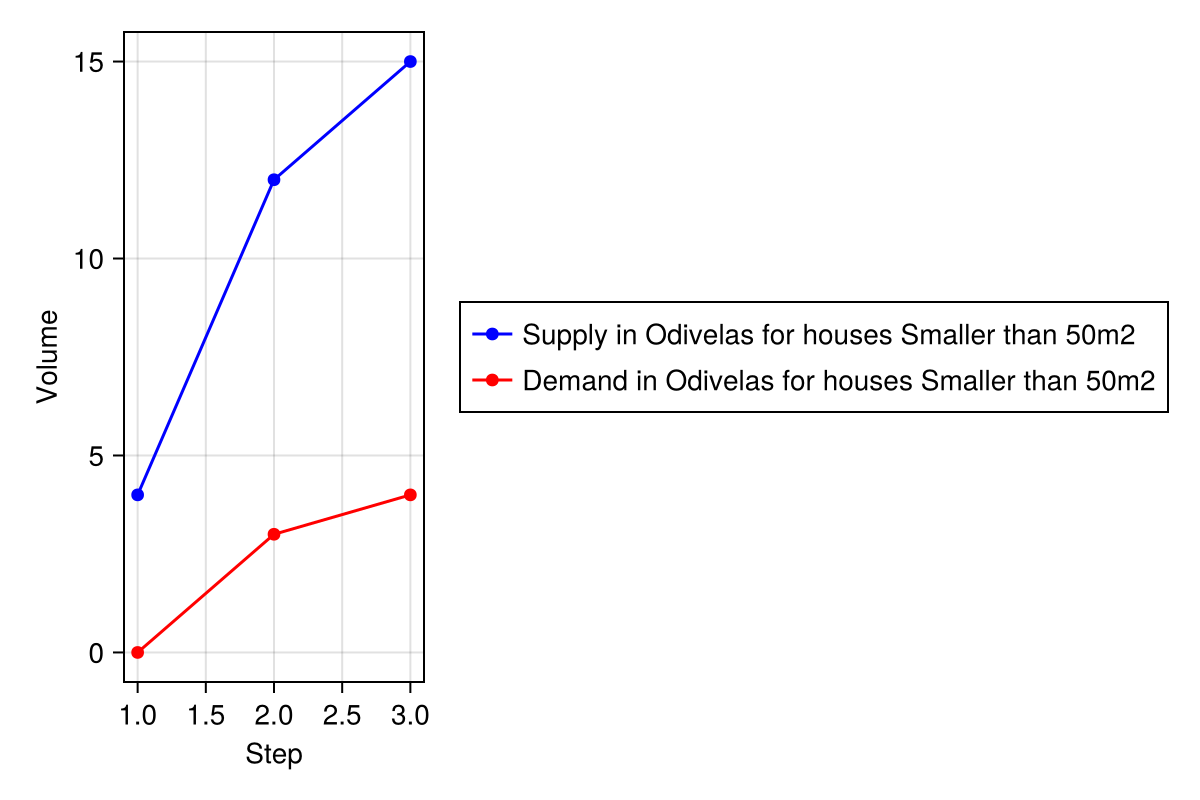 15
10
5
0
Volume
1.0 1.5 2.0 2.5 3.0
Step
Supply in Odivelas for houses Smaller than 50m2
Demand in Odivelas for houses Smaller than 50m2